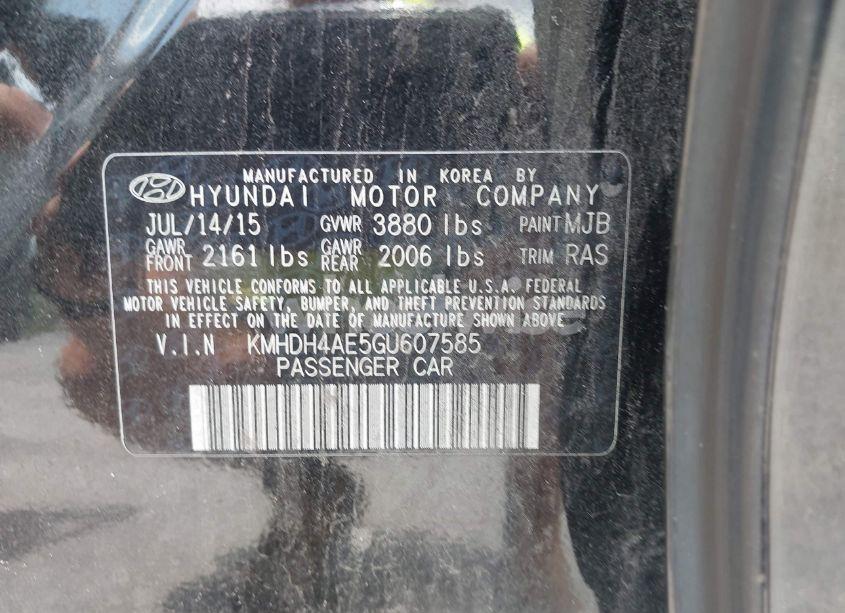 MANUFACTURED IN KOREA BY
HYUNDAI MOTOR COMPANY
JUL/14/15 GVWR 3880 lbs PAINT MJB
GAWR FRONT 2161 lbs GAWR REAR 2006 lbs TRIM RAS
THIS VEHICLE CONFORMS TO ALL APPLICABLE U.S.A. FEDERAL
MOTOR VEHICLE SAFETY, BUMPER, AND THEFT PREVENTION STANDARDS
IN EFFECT ON THE DATE OF MANUFACTURE SHOWN ABOVE
V.I.N KMHDH4AE5GU607585
PASSENGER CAR